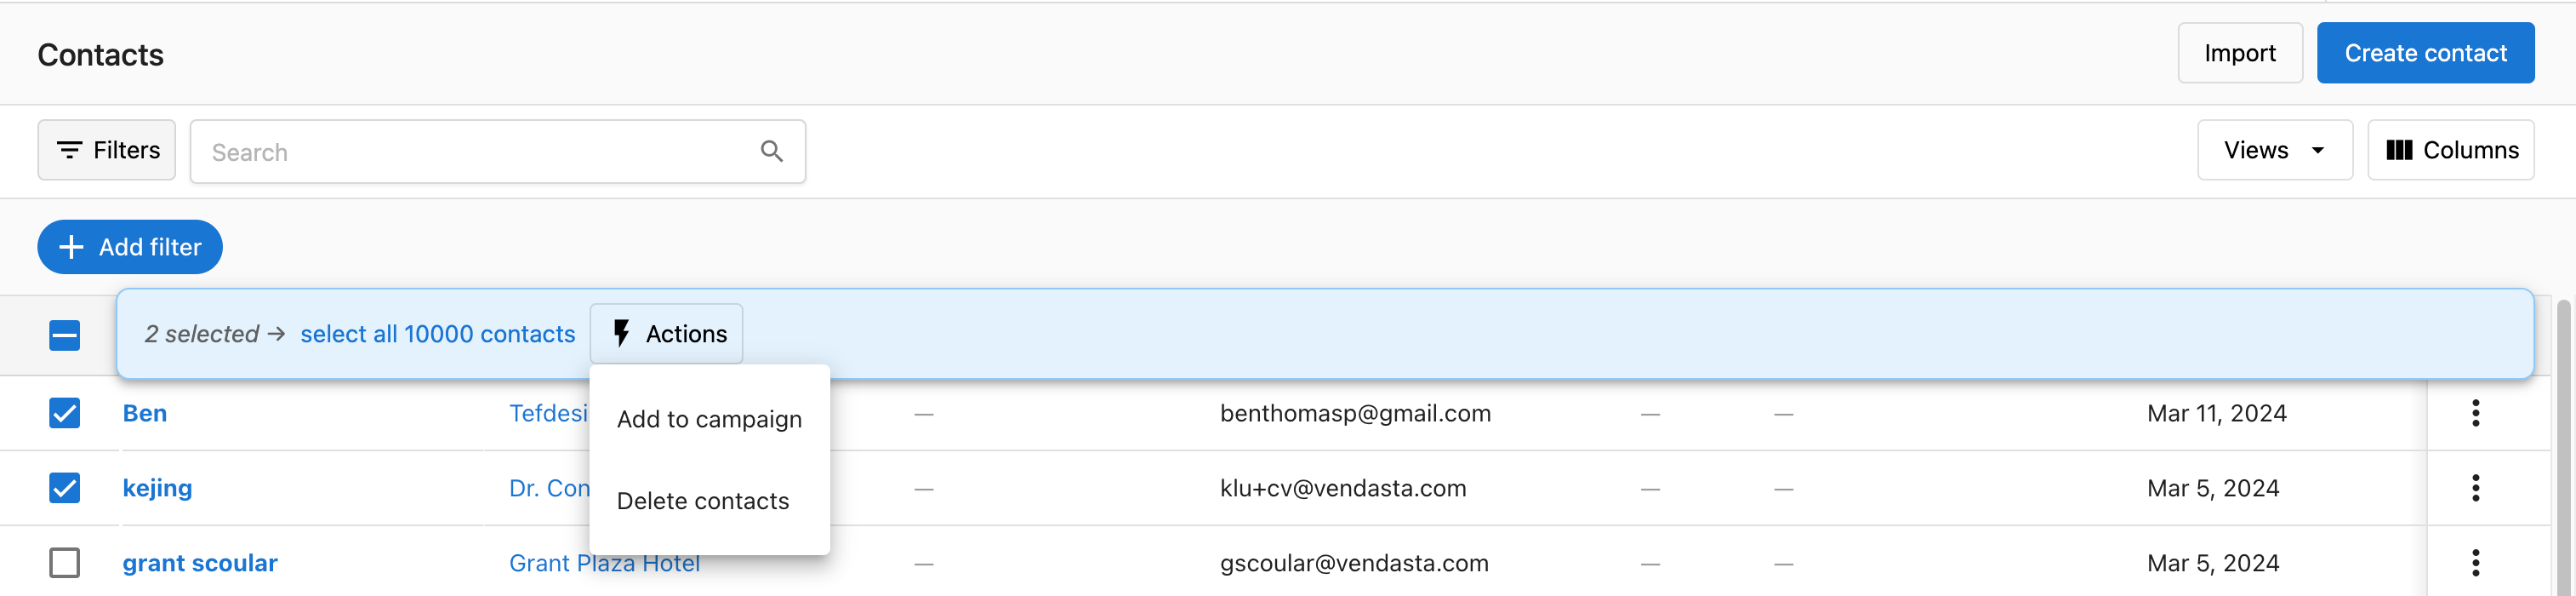 Contacts
Import
Create contact
Filters
Search
Views
Columns
Add filter
2 selected → select all 10000 contacts
Actions
Add to campaign
Delete contacts
Ben Tefdesi — benthomasp@gmail.com — — Mar 11, 2024
kejing Dr. Con — klu+cv@vendasta.com — — Mar 5, 2024
grant scoular Grant Plaza Hotel — gscoular@vendasta.com — — Mar 5, 2024